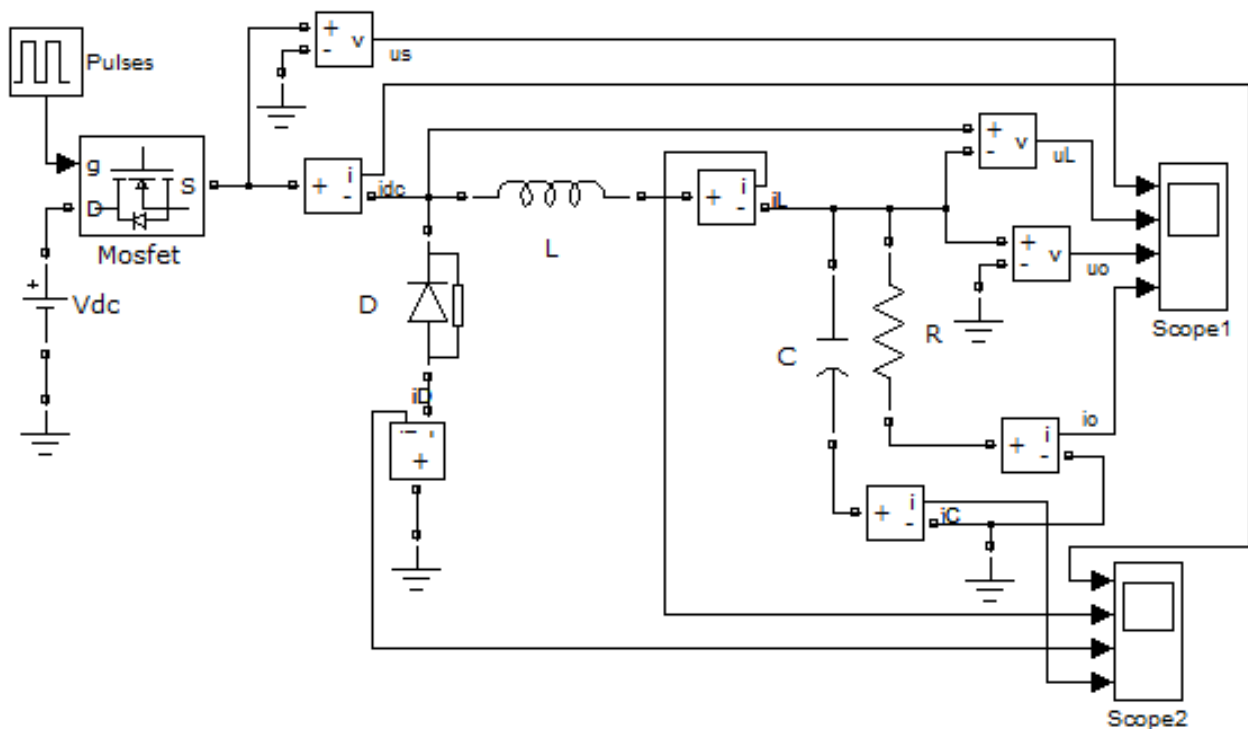 Pulses
+
-
v
us
g
D
S
Mosfet
+
Vdc
+
i
-
idc
L
+
i
-
iL
+
-
v
uL
+
-
v
uo
Scope1
D
iD
+
C
R
+
i
-
io
+
i
-
iC
Scope2